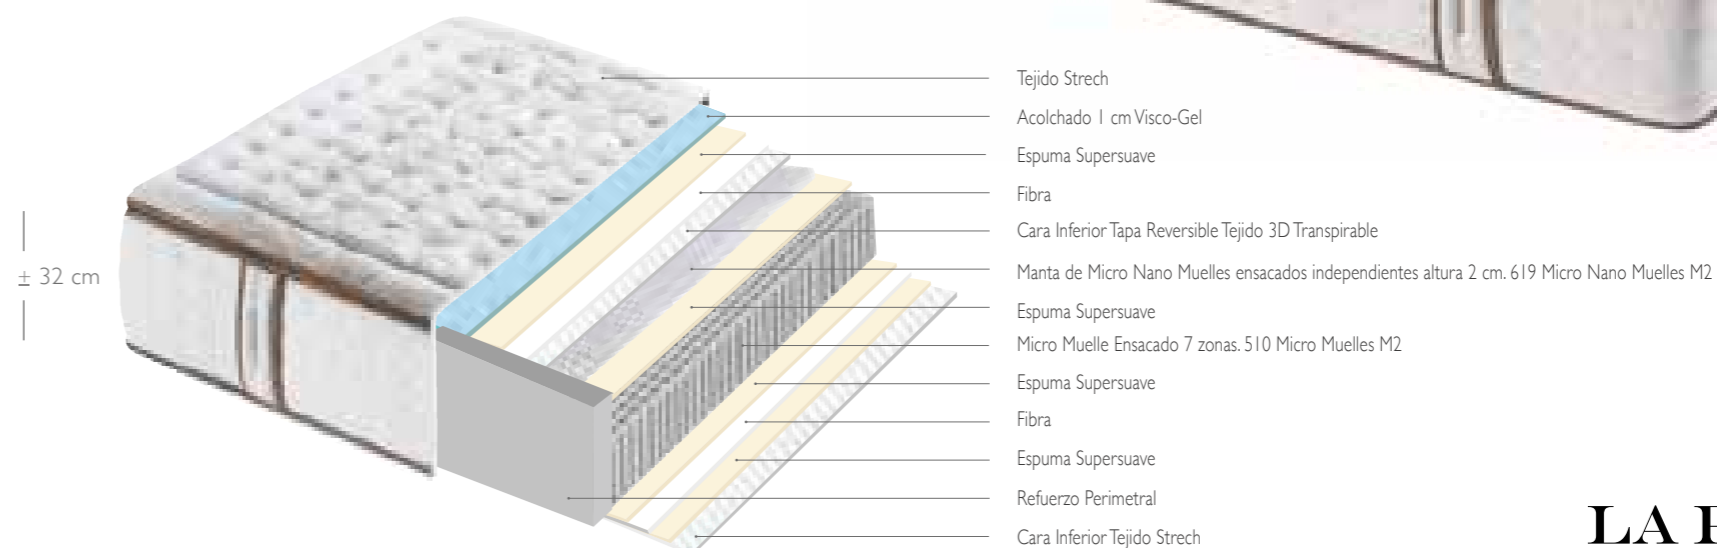 Tejido Strech
Acolchado 1 cm Visco-Gel
Espuma Supersuave
Fibra
Cara Inferior Tapa Reversible Tejido 3D Transpirable
± 32 cm
Manta de Micro Nano Muelles ensacados independientes altura 2 cm. 619 Micro Nano Muelles M2
Espuma Supersuave
Micro Muelle Ensacado 7 zonas. 510 Micro Muelles M2
Espuma Supersuave
Fibra
Espuma Supersuave
Refuerzo Perimetral
Cara Inferior Tejido Strech
LA